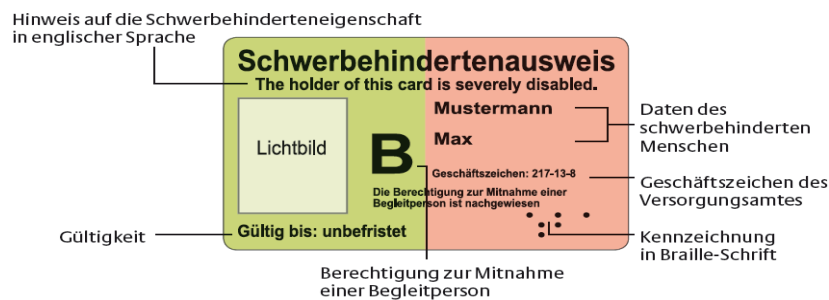 Hinweis auf die Schwerbehinderteneigenschaft
in englischer Sprache
Schwerbehindertenausweis
The holder of this card is severely disabled.
Lichtbild
B
Mustermann
Max
Daten des
schwerbehinderten
Menschen
Geschäftszeichen: 217-13-8
Geschäftszeichen des
Versorgungsamtes
Die Berechtigung zur Mitnahme einer
Begleitperson ist nachgewiesen
Gültigkeit
Gültig bis: unbefristet
Kennzeichnung
in Braille-Schrift
Berechtigung zur Mitnahme
einer Begleitperson